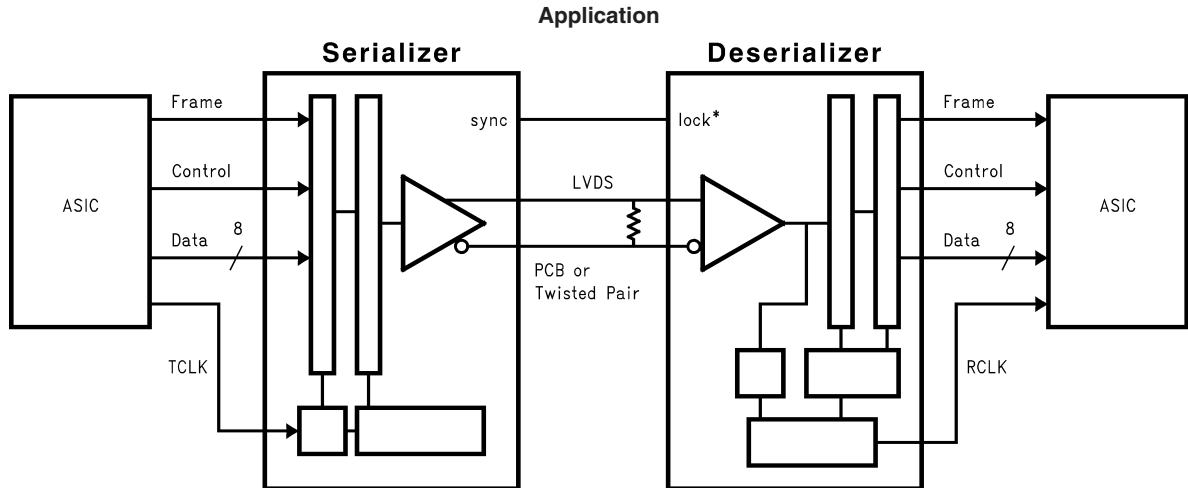 Application
Serializer
Deserializer
Frame
sync
lock*
Frame
Control
LVDS
Control
ASIC
ASIC
Data
8
Data
8
PCB or
Twisted Pair
TCLK
RCLK